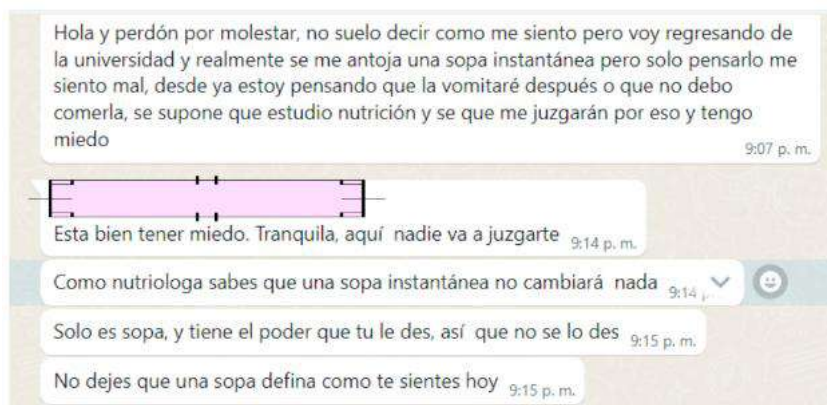 Hola y perdón por molestar, no suelo decir como me siento pero voy regresando de
la universidad y realmente se me antoja una sopa instantánea pero solo pensarlo me
siento mal, desde ya estoy pensando que la vomitaré después o que no debo
comerla, se supone que estudio nutrición y se que me juzgarán por eso y tengo
miedo
9:07 p. m.
Esta bien tener miedo. Tranquila, aquí nadie va a juzgarte 9:14 p. m.
Como nutriologa sabes que una sopa instantánea no cambiará nada 9:14 p.
Solo es sopa, y tiene el poder que tu le des, así que no se lo des 9:15 p. m.
No dejes que una sopa defina como te sientes hoy 9:15 p. m.